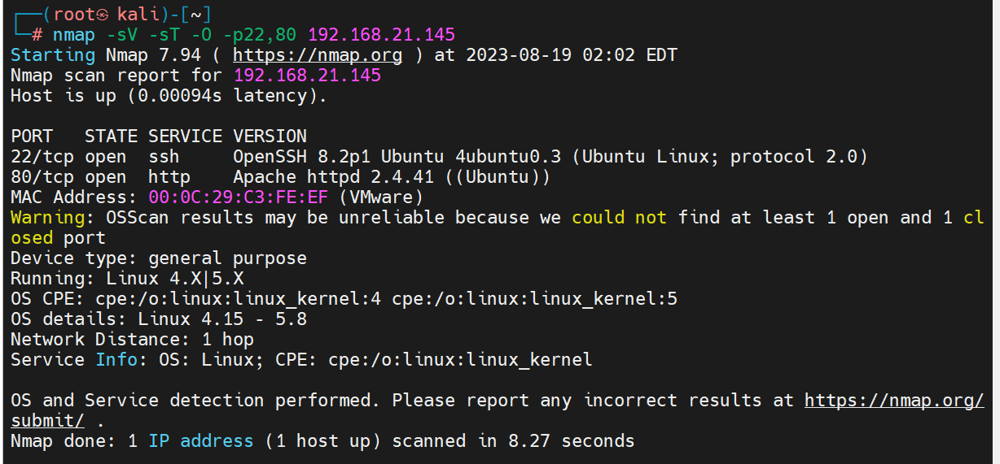 ┌──(root㉿ kali)-[~]
└─# nmap -sV -sT -O -p22,80 192.168.21.145
Starting Nmap 7.94 ( https://nmap.org ) at 2023-08-19 02:02 EDT
Nmap scan report for 192.168.21.145
Host is up (0.00094s latency).
PORT   STATE SERVICE VERSION
22/tcp open  ssh     OpenSSH 8.2p1 Ubuntu 4ubuntu0.3 (Ubuntu Linux; protocol 2.0)
80/tcp open  http    Apache httpd 2.4.41 ((Ubuntu))
MAC Address: 00:0C:29:C3:FE:EF (VMware)
Warning: OSScan results may be unreliable because we could not find at least 1 open and 1 cl
osed port
Device type: general purpose
Running: Linux 4.X|5.X
OS CPE: cpe:/o:linux:linux_kernel:4 cpe:/o:linux:linux_kernel:5
OS details: Linux 4.15 - 5.8
Network Distance: 1 hop
Service Info: OS: Linux; CPE: cpe:/o:linux:linux_kernel
OS and Service detection performed. Please report any incorrect results at https://nmap.org/
submit/ .
Nmap done: 1 IP address (1 host up) scanned in 8.27 seconds